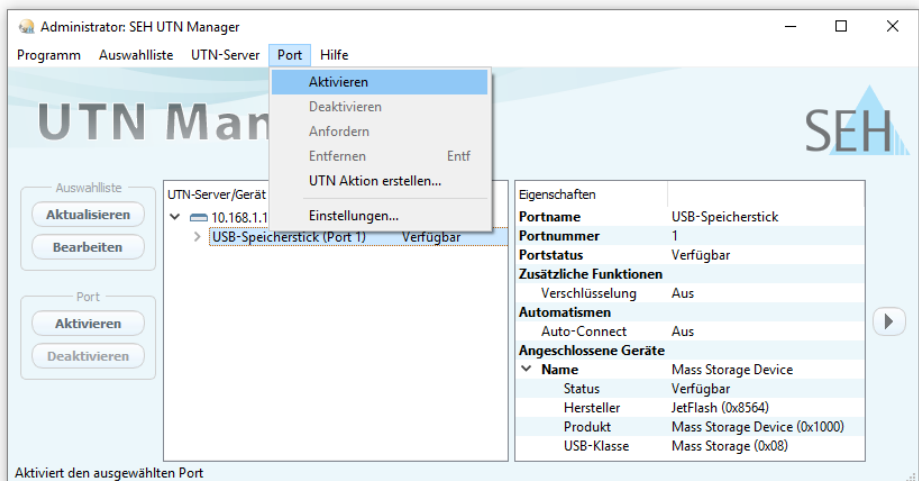 Administrator: SEH UTN Manager
Programm Auswahlliste UTN-Server Port Hilfe
Aktivieren
Deaktivieren
Anfordern
Entfernen Entf
UTN Aktion erstellen...
Einstellungen...
UTN Man
SEH
Auswahlliste
Aktualisieren
Bearbeiten
Port
Aktivieren
Deaktivieren
UTN-Server/Gerät
10.168.1.1
USB-Speicherstick (Port 1) Verfügbar
Eigenschaften
Portname USB-Speicherstick
Portnummer 1
Portstatus Verfügbar
Zusätzliche Funktionen
Verschlüsselung Aus
Automatismen
Auto-Connect Aus
Angeschlossene Geräte
Name Mass Storage Device
Status Verfügbar
Hersteller JetFlash (0x8564)
Produkt Mass Storage Device (0x1000)
USB-Klasse Mass Storage (0x08)
Aktiviert den ausgewählten Port